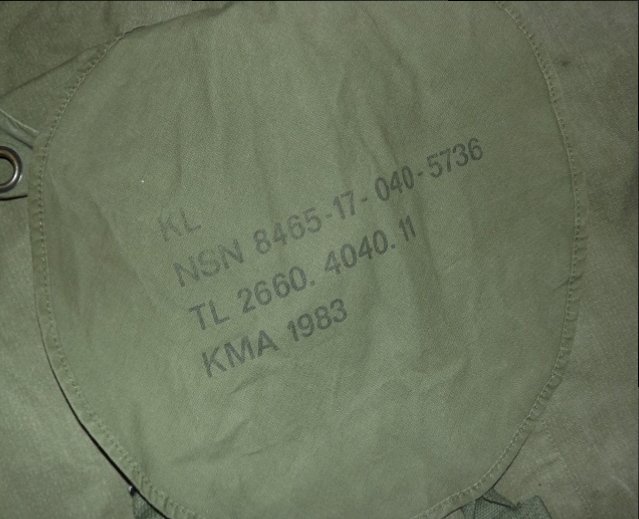 KL
NSN 8465-17-040-5736
TL 2660. 4040. 11
KMA 1983